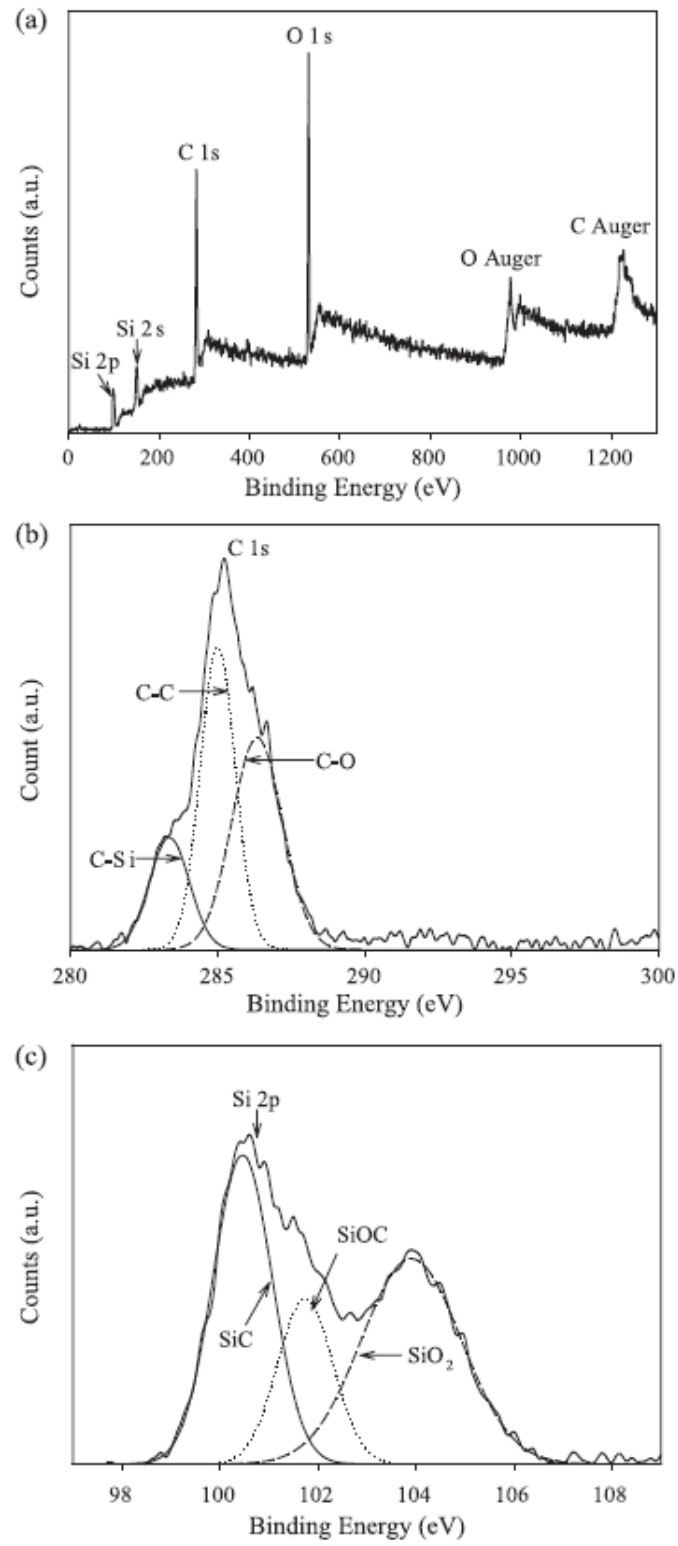 (a)
O 1s
C 1s
C Auger
O Auger
Si 2s
Si 2p
Counts (a.u.)
0 200 400 600 800 1000 1200
Binding Energy (eV)
(b)
C 1s
C-C
C-O
C-Si
Count (a.u.)
280 285 290 295 300
Binding Energy (eV)
(c)
Si 2p
SiOC
SiC
SiO₂
Counts (a.u.)
98 100 102 104 106 108
Binding Energy (eV)